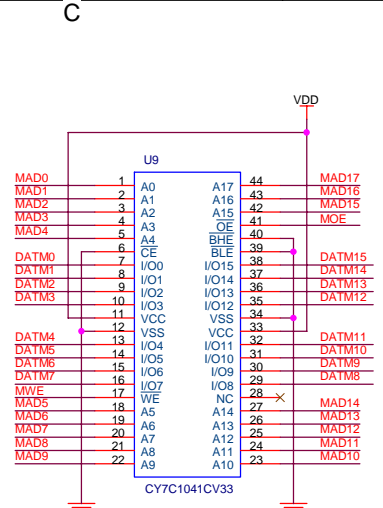 C
VDD
U9
MAD0 1 A0 A17 44 MAD17
MAD1 2 A1 A16 43 MAD16
MAD2 3 A2 A15 42 MAD15
MAD3 4 A3 OE 41 MOE
MAD4 5 A4 BHE 40
6 CE BLE 39
DATM0 7 I/O0 I/O15 38 DATM15
DATM1 8 I/O1 I/O14 37 DATM14
DATM2 9 I/O2 I/O13 36 DATM13
DATM3 10 I/O3 I/O12 35 DATM12
11 VCC VSS 34
12 VSS VCC 33
DATM4 13 I/O4 I/O11 32 DATM11
DATM5 14 I/O5 I/O10 31 DATM10
DATM6 15 I/O6 I/O9 30 DATM9
DATM7 16 I/O7 I/O8 29 DATM8
MWE 17 WE NC 28
MAD5 18 A5 A14 27 MAD14
MAD6 19 A6 A13 26 MAD13
MAD7 20 A7 A12 25 MAD12
MAD8 21 A8 A11 24 MAD11
MAD9 22 A9 A10 23 MAD10
CY7C1041CV33